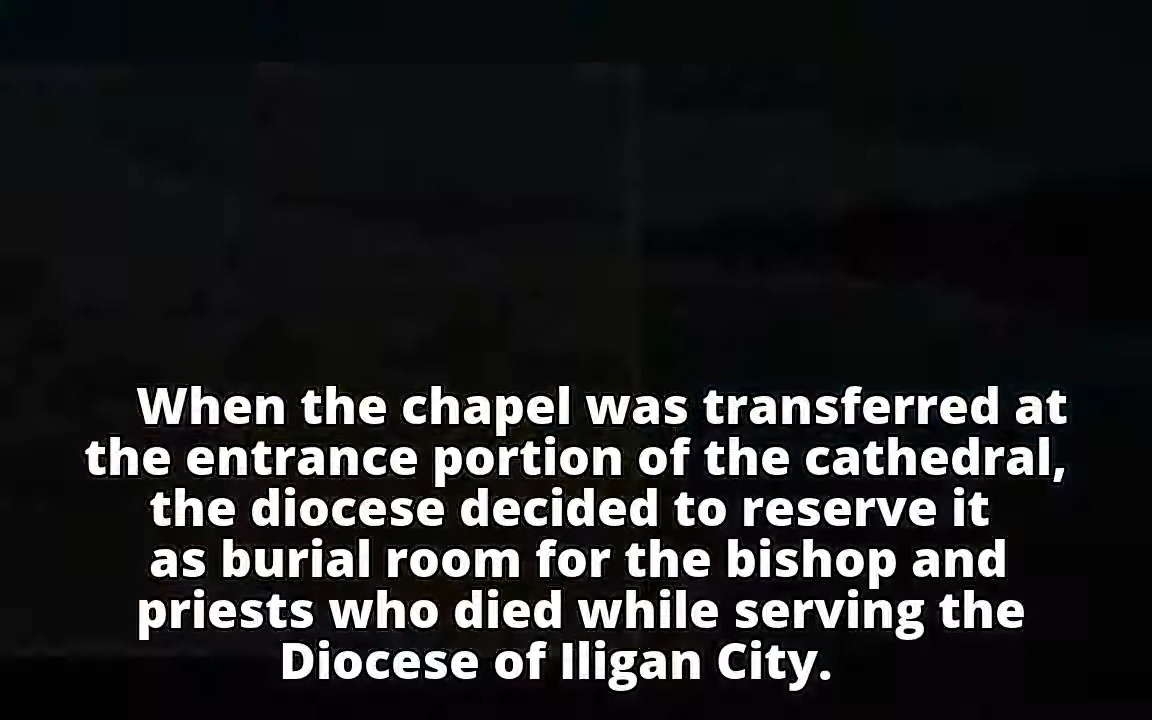 When the chapel was transferred at
the entrance portion of the cathedral,
the diocese decided to reserve it
as burial room for the bishop and
priests who died while serving the
Diocese of Iligan City.